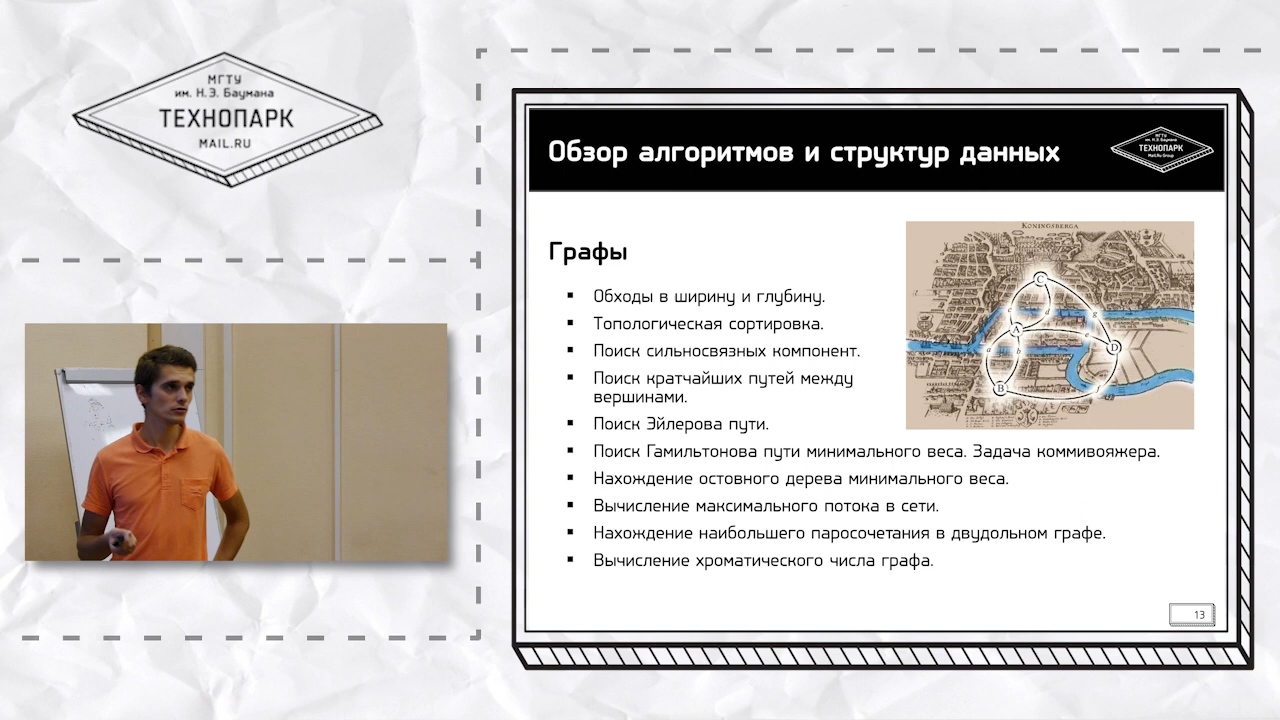 МГТУ
им. Н.Э. Баумана
ТЕХНОПАРК
MAIL.RU
Обзор алгоритмов и структур данных
МГТУ
им. Н.Э. Баумана
ТЕХНОПАРК
Mail.Ru Group
Графы
Обходы в ширину и глубину.
Топологическая сортировка.
Поиск сильносвязных компонент.
Поиск кратчайших путей между
вершинами.
Поиск Эйлерова пути.
Поиск Гамильтонова пути минимального веса. Задача коммивояжера.
Нахождение остовного дерева минимального веса.
Вычисление максимального потока в сети.
Нахождение наибольшего паросочетания в двудольном графе.
Вычисление хроматического числа графа.
KONINGSBERGA
C
A
D
B
13